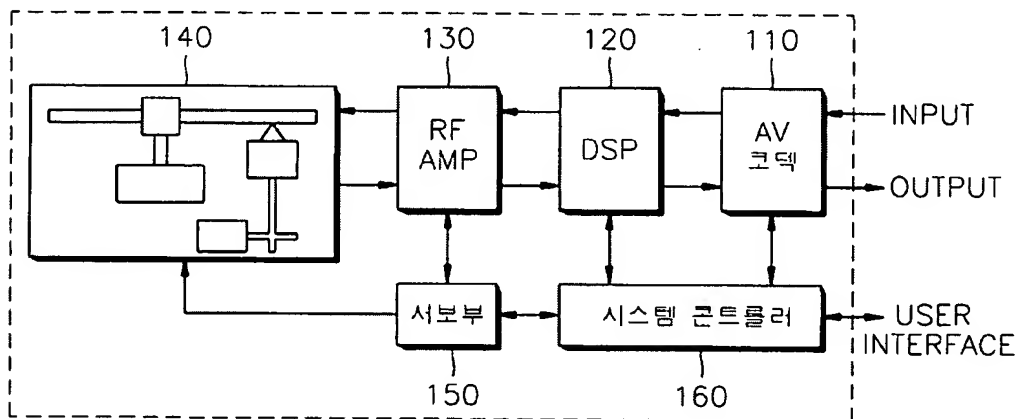 140
130
120
110
RF
AMP
DSP
AV
코덱
INPUT
OUTPUT
서보부
시스템 콘트롤러
USER
INTERFACE
150
160